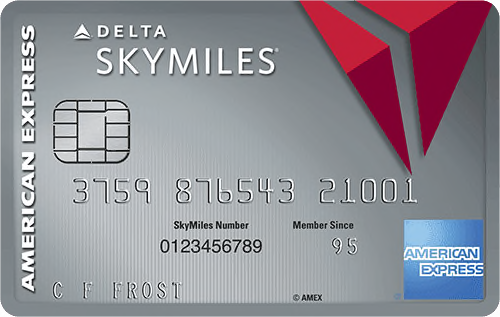 AMERICAN EXPRESS
DELTA
SKYMILES®
3759 876543 21001
SkyMiles Number Member Since
0123456789 95
AMERICAN
EXPRESS
C F FROST
© AMEX